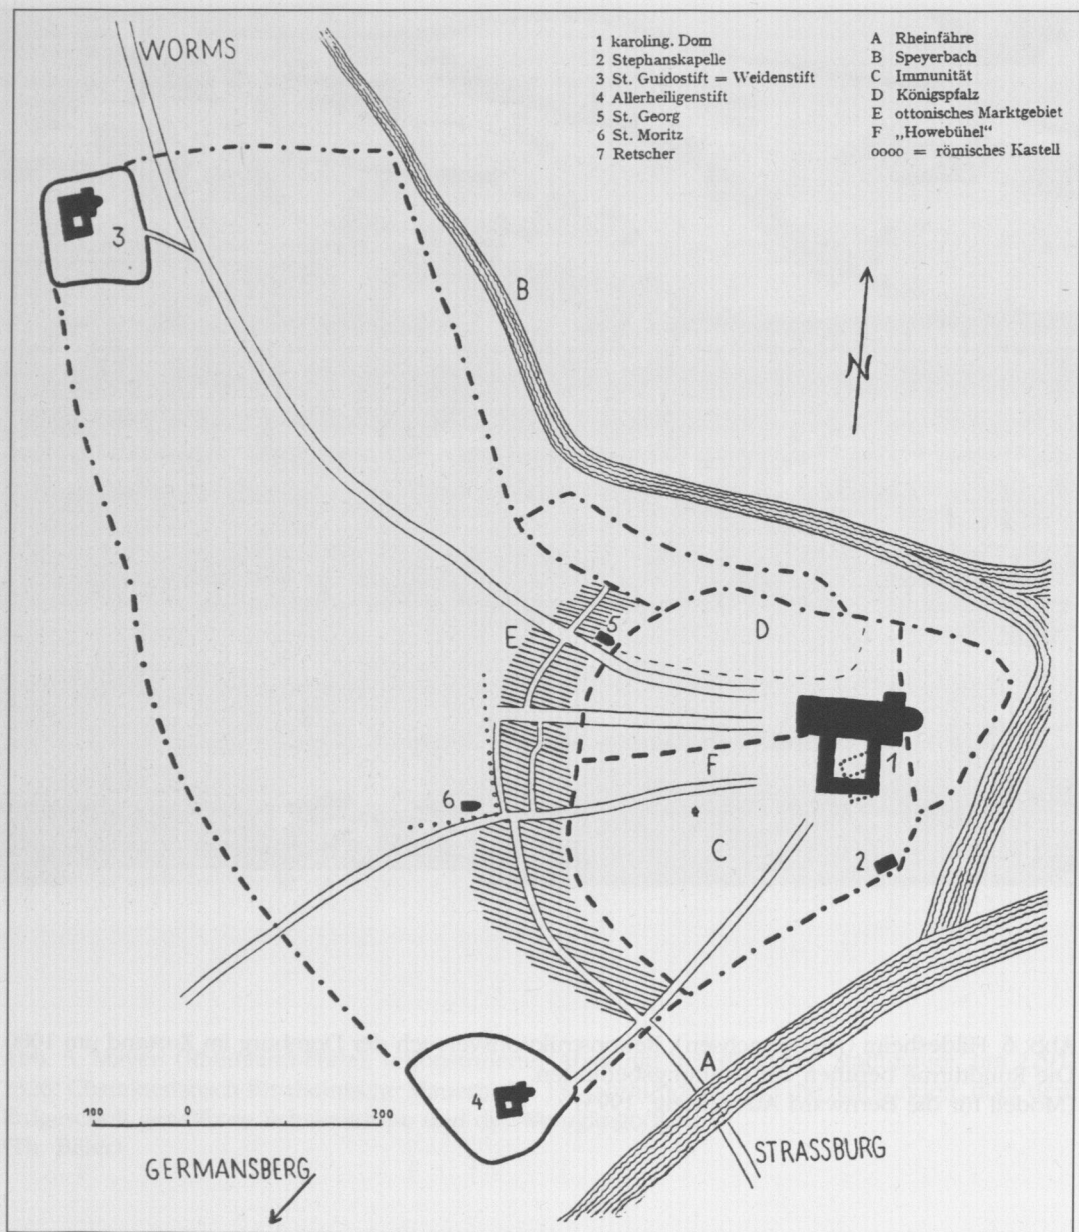 WORMS
1 karoling. Dom
2 Stephanskapelle
3 St. Guidostift = Weidenstift
4 Allerheiligenstift
5 St. Georg
6 St. Moritz
7 Retscher
A Rheinfähre
B Speyerbach
C Immunität
D Königspfalz
E ottonisches Marktgebiet
F „Howebühel“
oooo = römisches Kastell
3
B
N
E
5
D
F
1
6
C
2
A
4
100 0 200
GERMANSBERG
STRASSBURG